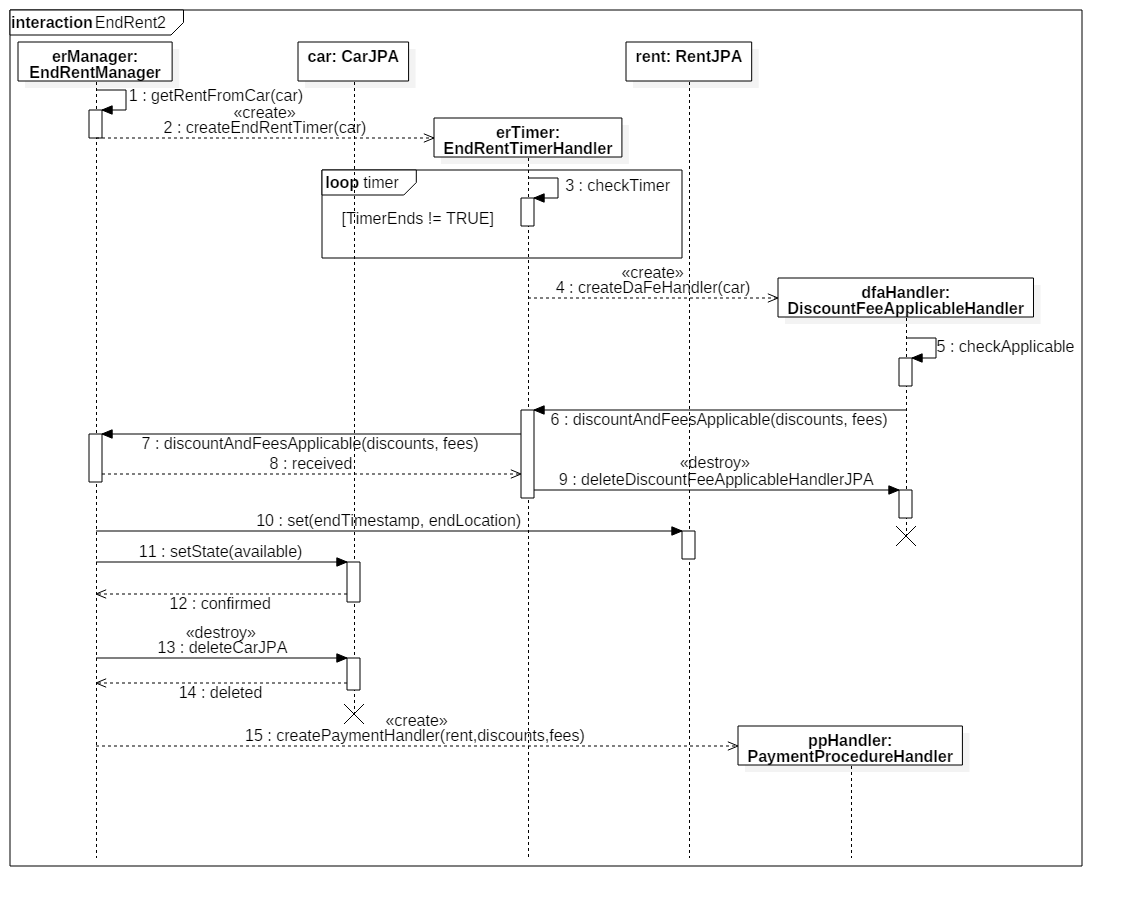 interaction EndRent2
erManager:
EndRentManager
car: CarJPA
rent: RentJPA
1 : getRentFromCar(car)
«create»
2 : createEndRentTimer(car)
erTimer:
EndRentTimerHandler
loop timer
3 : checkTimer
[TimerEnds != TRUE]
«create»
4 : createDaFeHandler(car)
dfaHandler:
DiscountFeeApplicableHandler
5 : checkApplicable
6 : discountAndFeesApplicable(discounts, fees)
7 : discountAndFeesApplicable(discounts, fees)
8 : received
«destroy»
9 : deleteDiscountFeeApplicableHandlerJPA
10 : set(endTimestamp, endLocation)
11 : setState(available)
12 : confirmed
«destroy»
13 : deleteCarJPA
14 : deleted
«create»
15 : createPaymentHandler(rent,discounts,fees)
ppHandler:
PaymentProcedureHandler